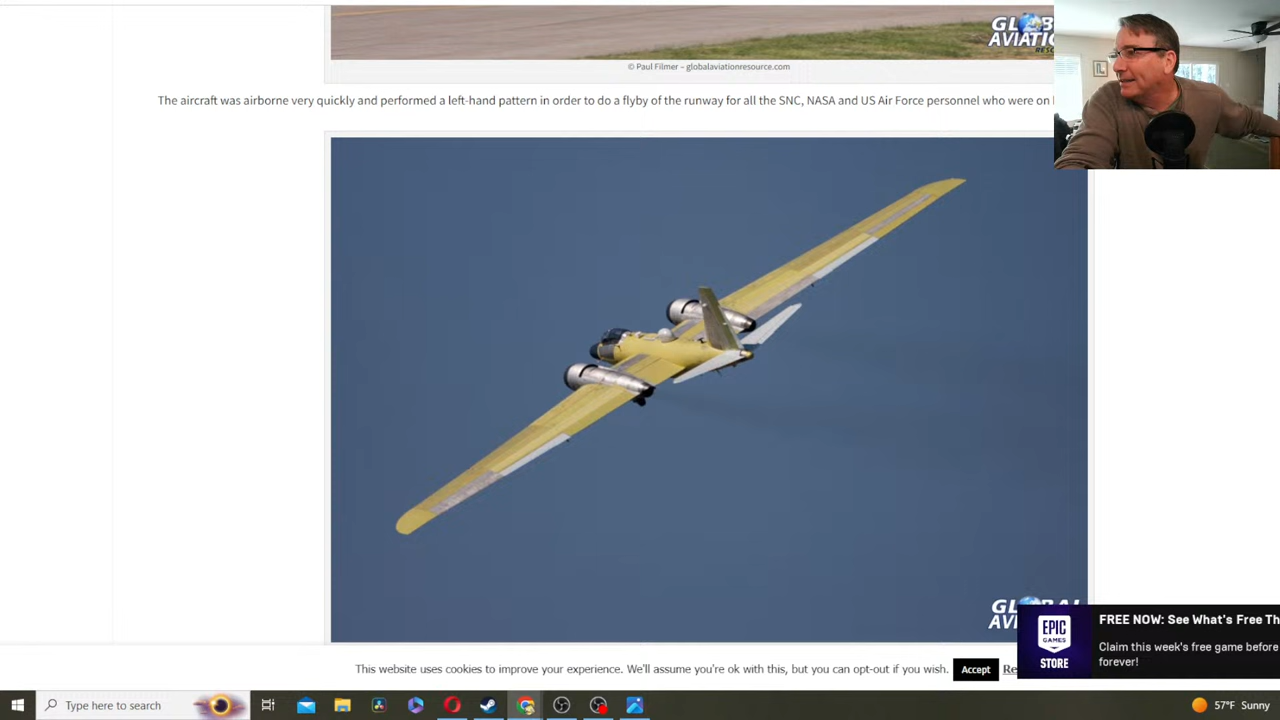 GLOBAL
AVIATION
© Paul Filmer – globalaviationresource.com
The aircraft was airborne very quickly and performed a left-hand pattern in order to do a flyby of the runway for all the SNC, NASA and US Air Force personnel who were on
GLOBAL
EPIC
GAMES
STORE
FREE NOW: See What's Free Th
Claim this week's free game before
forever!
This website uses cookies to improve your experience. We'll assume you're ok with this, but you can opt-out if you wish.
Accept
Re
Type here to search
57°F Sunny